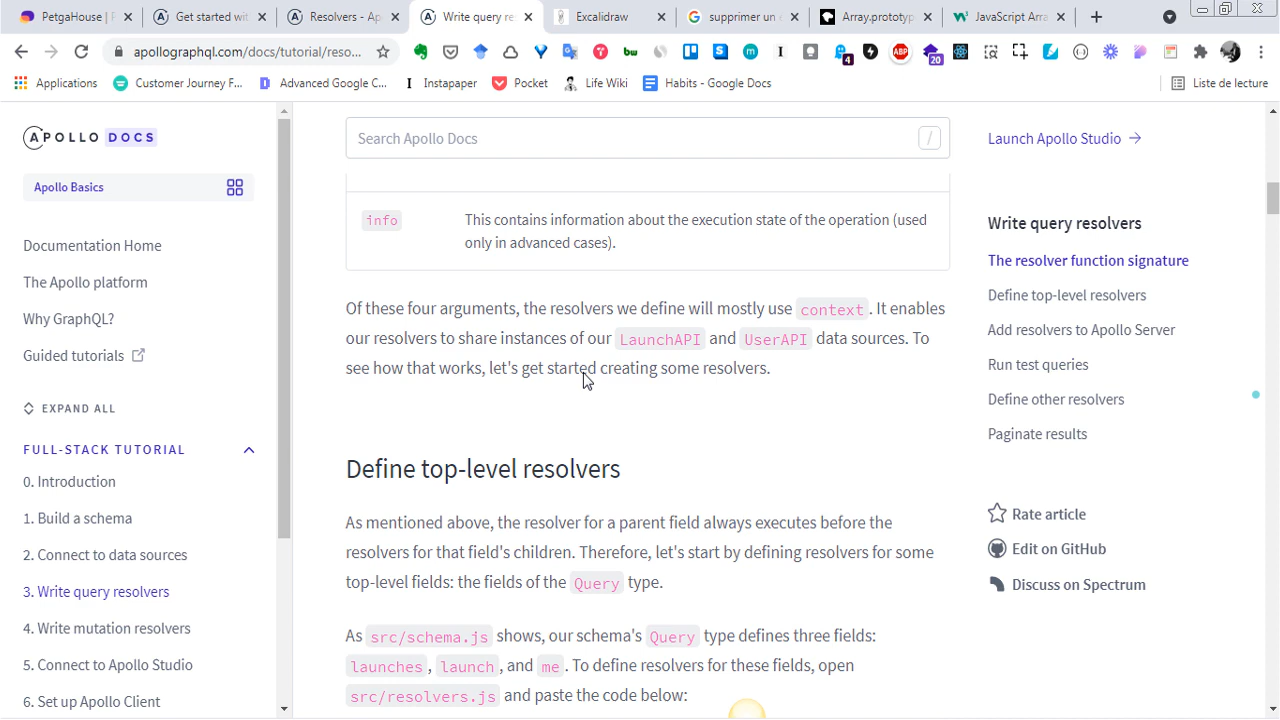 PetgaHouse | F
Get started wi
Resolvers - Ap
Write query re
Excalidraw
supprimer un é
Array.prototyp
JavaScript Arra
apollographql.com/docs/tutorial/reso...
4
ABP
20
Applications
Customer Journey F...
Advanced Google C...
Instapaper
Pocket
Life Wiki
Habits - Google Docs
Liste de lecture
APOLLO DOCS
Search Apollo Docs
/
Launch Apollo Studio
Apollo Basics
Documentation Home
The Apollo platform
Why GraphQL?
Guided tutorials
EXPAND ALL
FULL-STACK TUTORIAL
0. Introduction
1. Build a schema
2. Connect to data sources
3. Write query resolvers
4. Write mutation resolvers
5. Connect to Apollo Studio
6. Set up Apollo Client
info
This contains information about the execution state of the operation (used
only in advanced cases).
Of these four arguments, the resolvers we define will mostly use context. It enables
our resolvers to share instances of our LaunchAPI and UserAPI data sources. To
see how that works, let's get started creating some resolvers.
Define top-level resolvers
As mentioned above, the resolver for a parent field always executes before the
resolvers for that field's children. Therefore, let's start by defining resolvers for some
top-level fields: the fields of the Query type.
As src/schema.js shows, our schema's Query type defines three fields:
launches, launch, and me. To define resolvers for these fields, open
src/resolvers.js and paste the code below:
Write query resolvers
The resolver function signature
Define top-level resolvers
Add resolvers to Apollo Server
Run test queries
Define other resolvers
Paginate results
Rate article
Edit on GitHub
Discuss on Spectrum